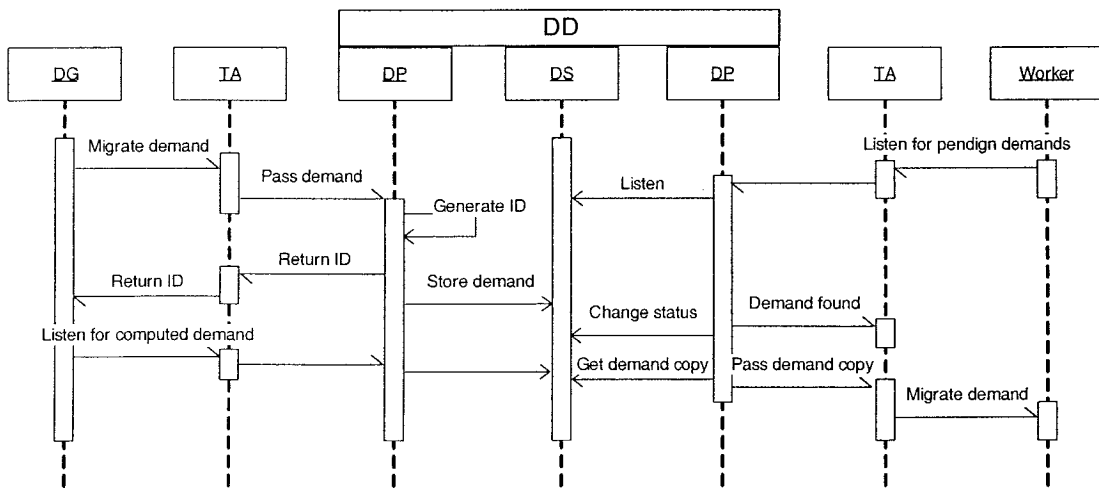 DD
DG
TA
DP
DS
DP
TA
Worker
Migrate demand
Listen for pendign demands
Pass demand
Listen
Generate ID
Return ID
Return ID
Store demand
Change status
Demand found
Listen for computed demand
Get demand copy
Pass demand copy
Migrate demand